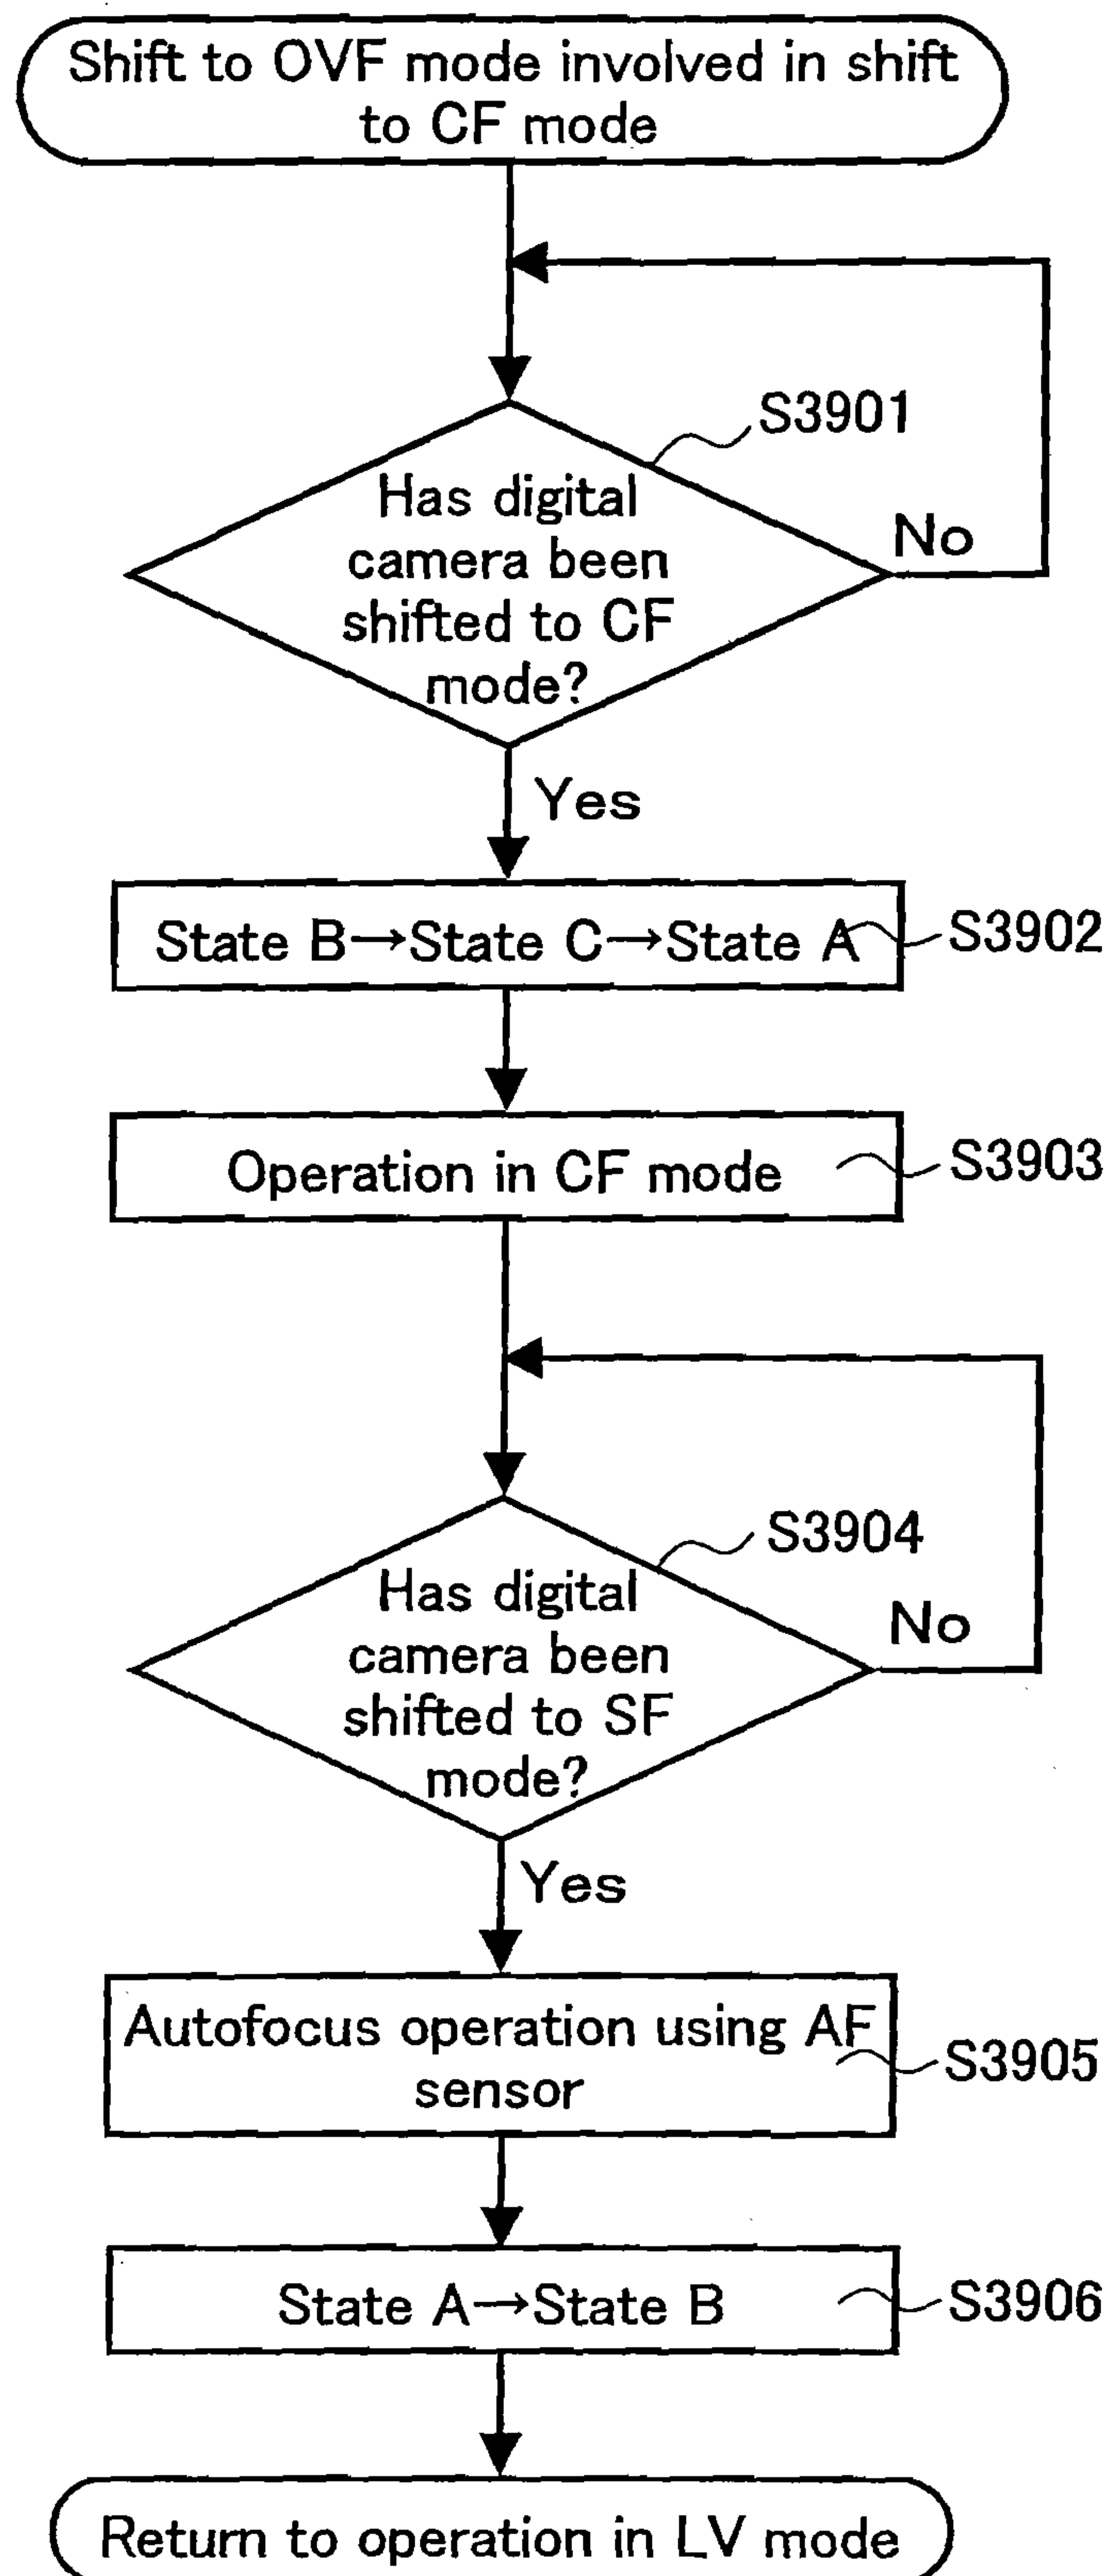 Shift to OVF mode involved in shift
to CF mode
S3901
Has digital
camera been
shifted to CF
mode?
No
Yes
State B→State C→State A
S3902
Operation in CF mode
S3903
S3904
Has digital
camera been
shifted to SF
mode?
No
Yes
Autofocus operation using AF
sensor
S3905
State A→State B
S3906
Return to operation in LV mode